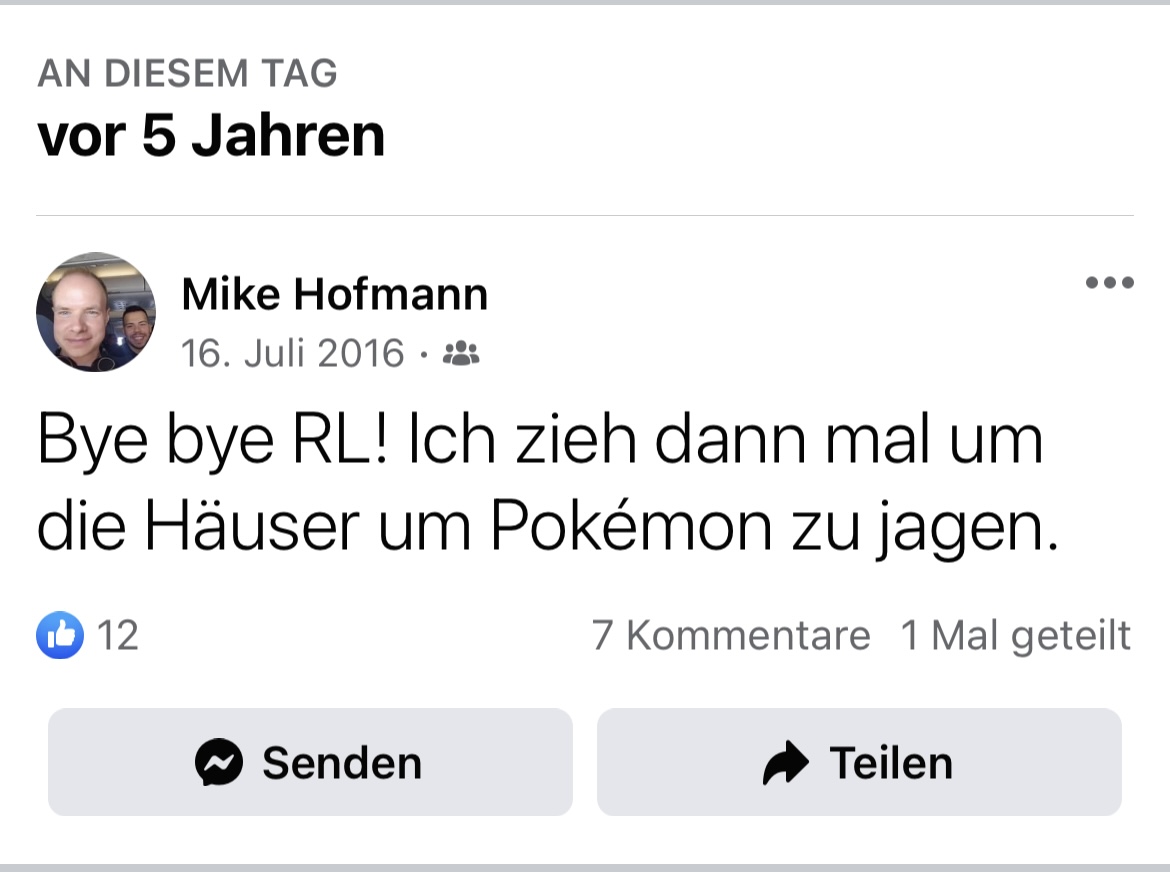 AN DIESEM TAG
vor 5 Jahren
Mike Hofmann
16. Juli 2016 ·
Bye bye RL! Ich zieh dann mal um
die Häuser um Pokémon zu jagen.
12
7 Kommentare 1 Mal geteilt
Senden
Teilen